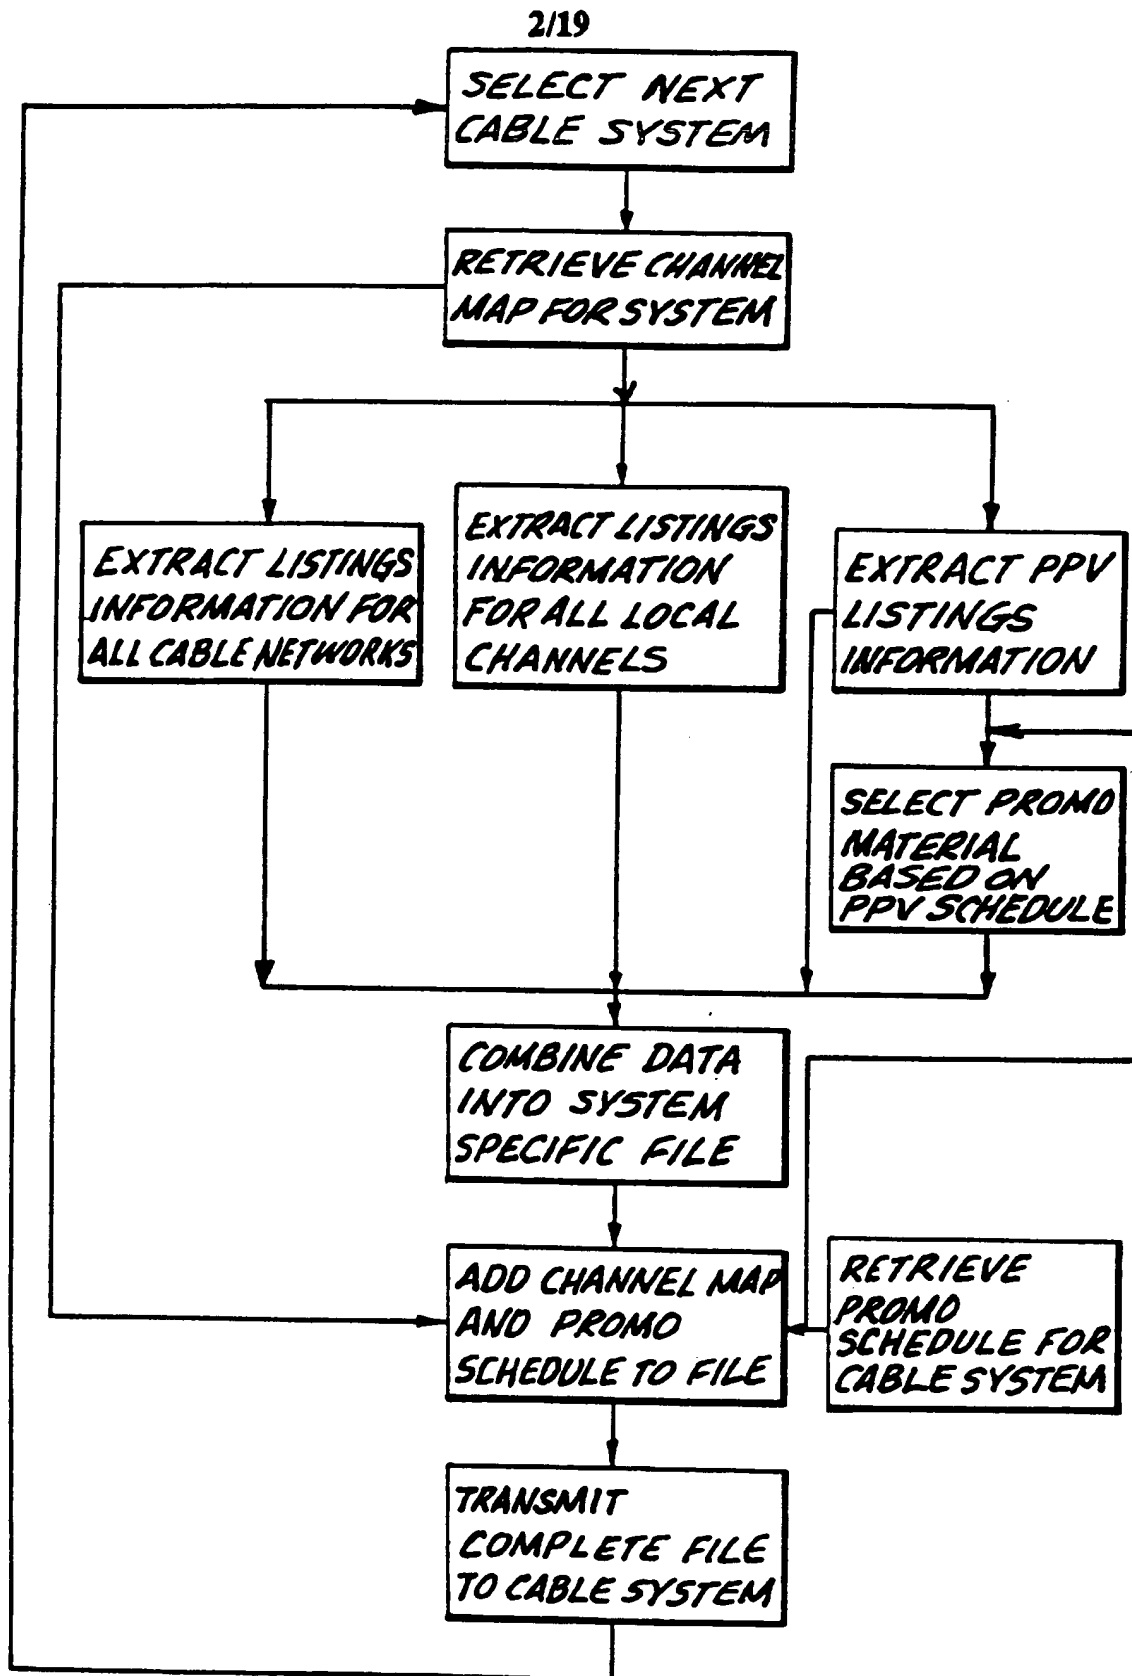 2/19
SELECT NEXT
CABLE SYSTEM
RETRIEVE CHANNEL
MAP FOR SYSTEM
EXTRACT LISTINGS
INFORMATION FOR
ALL CABLE NETWORKS
EXTRACT LISTINGS
INFORMATION
FOR ALL LOCAL
CHANNELS
EXTRACT PPV
LISTINGS
INFORMATION
SELECT PROMO
MATERIAL
BASED ON
PPV SCHEDULE
COMBINE DATA
INTO SYSTEM
SPECIFIC FILE
ADD CHANNEL MAP
AND PROMO
SCHEDULE TO FILE
RETRIEVE
PROMO
SCHEDULE FOR
CABLE SYSTEM
TRANSMIT
COMPLETE FILE
TO CABLE SYSTEM